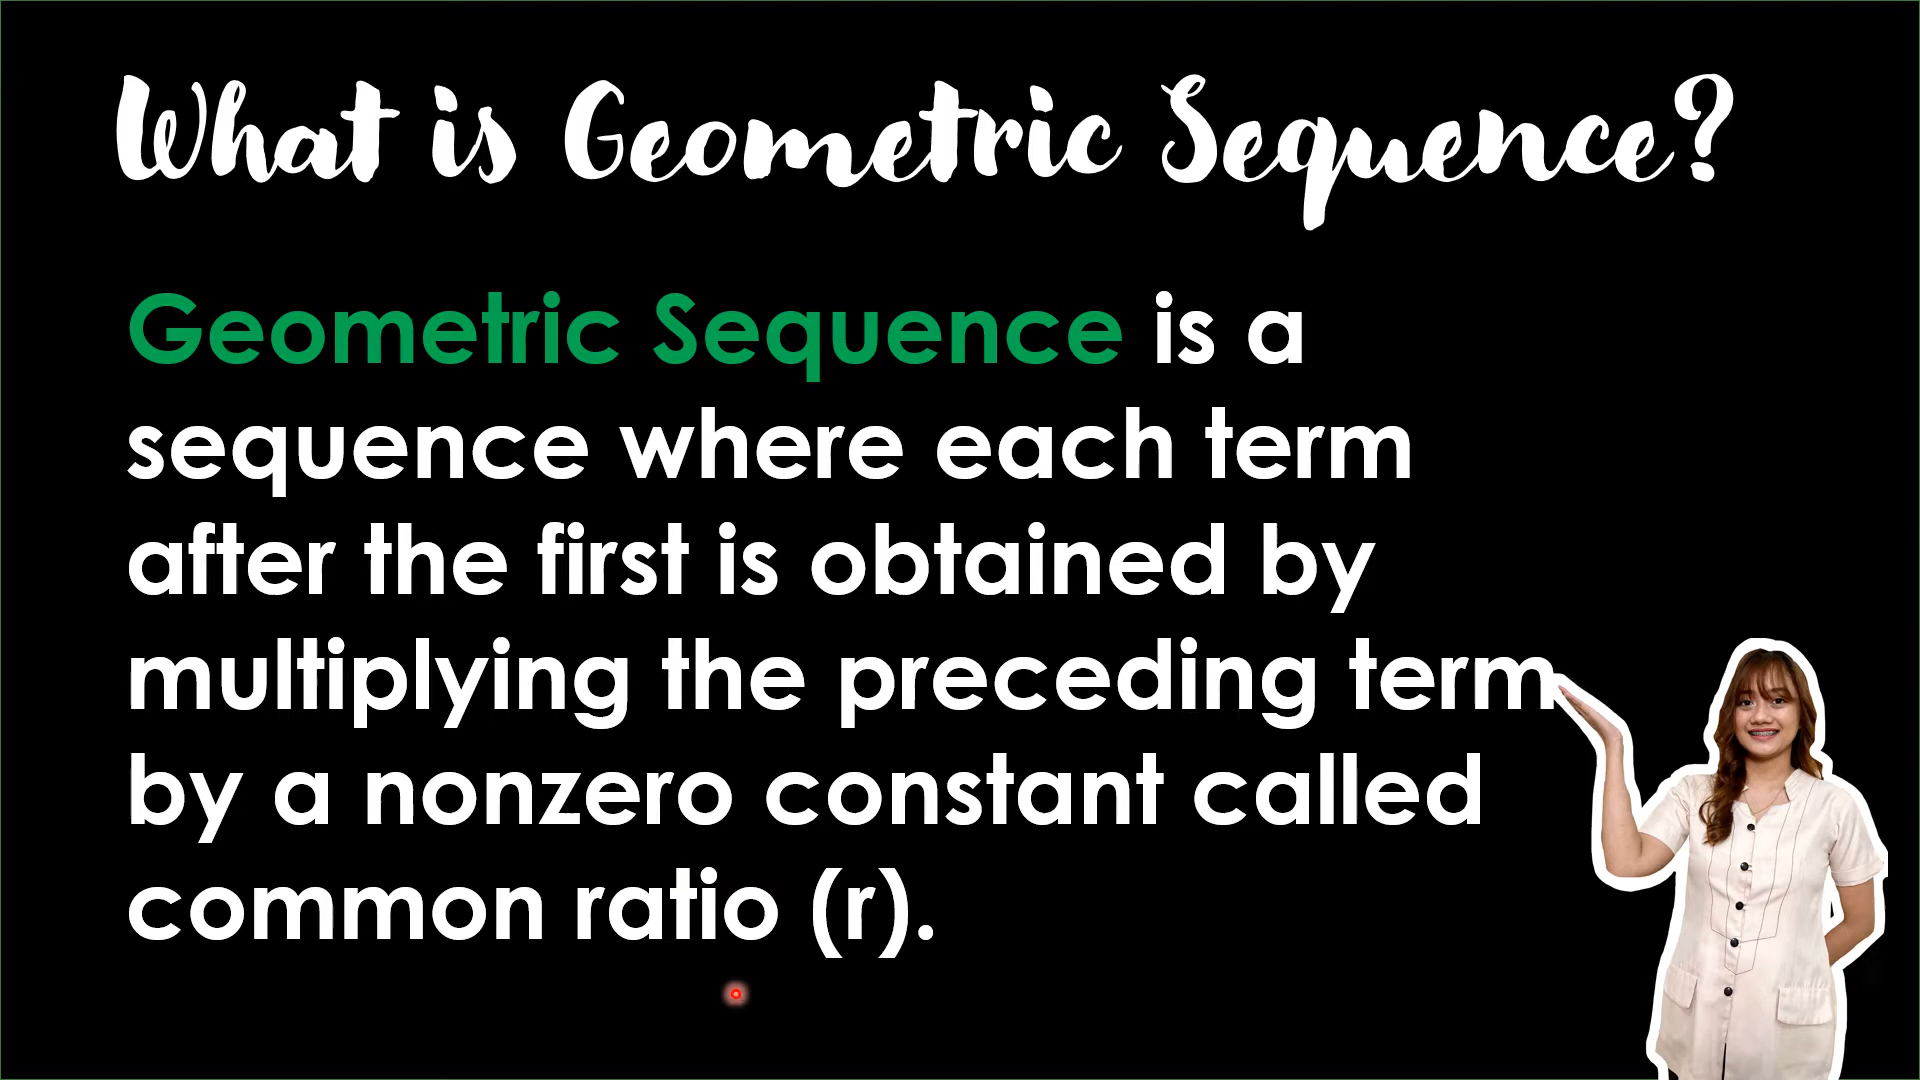 What is Geometric Sequence?
Geometric Sequence is a
sequence where each term
after the first is obtained by
multiplying the preceding term
by a nonzero constant called
common ratio (r).